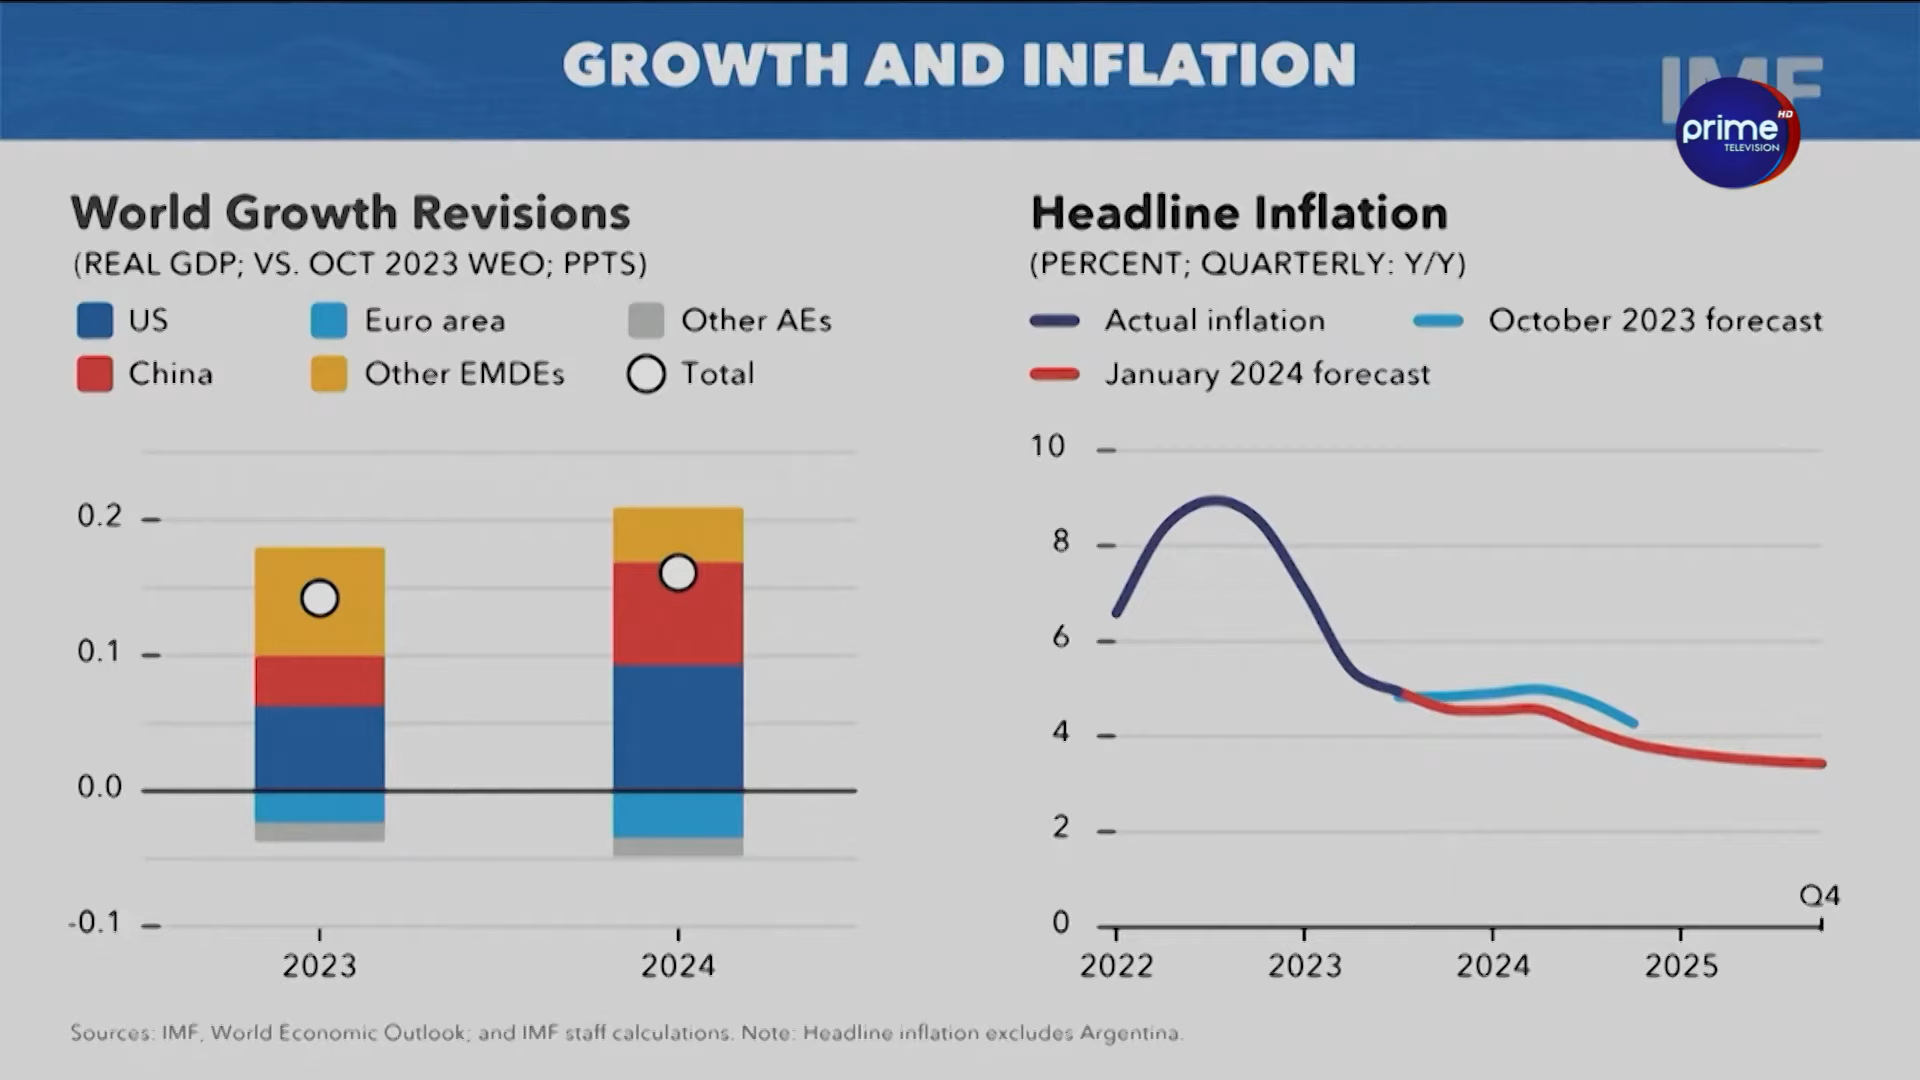 GROWTH AND INFLATION
IMF
prime HD
TELEVISION
World Growth Revisions
(REAL GDP; VS. OCT 2023 WEO; PPTS)
US
Euro area
Other AEs
China
Other EMDEs
Total
0.2
0.1
0.0
-0.1
2023
2024
Headline Inflation
(PERCENT; QUARTERLY: Y/Y)
Actual inflation
October 2023 forecast
January 2024 forecast
10
8
6
4
2
0
Q4
2022
2023
2024
2025
Sources: IMF, World Economic Outlook; and IMF staff calculations. Note: Headline inflation excludes Argentina.